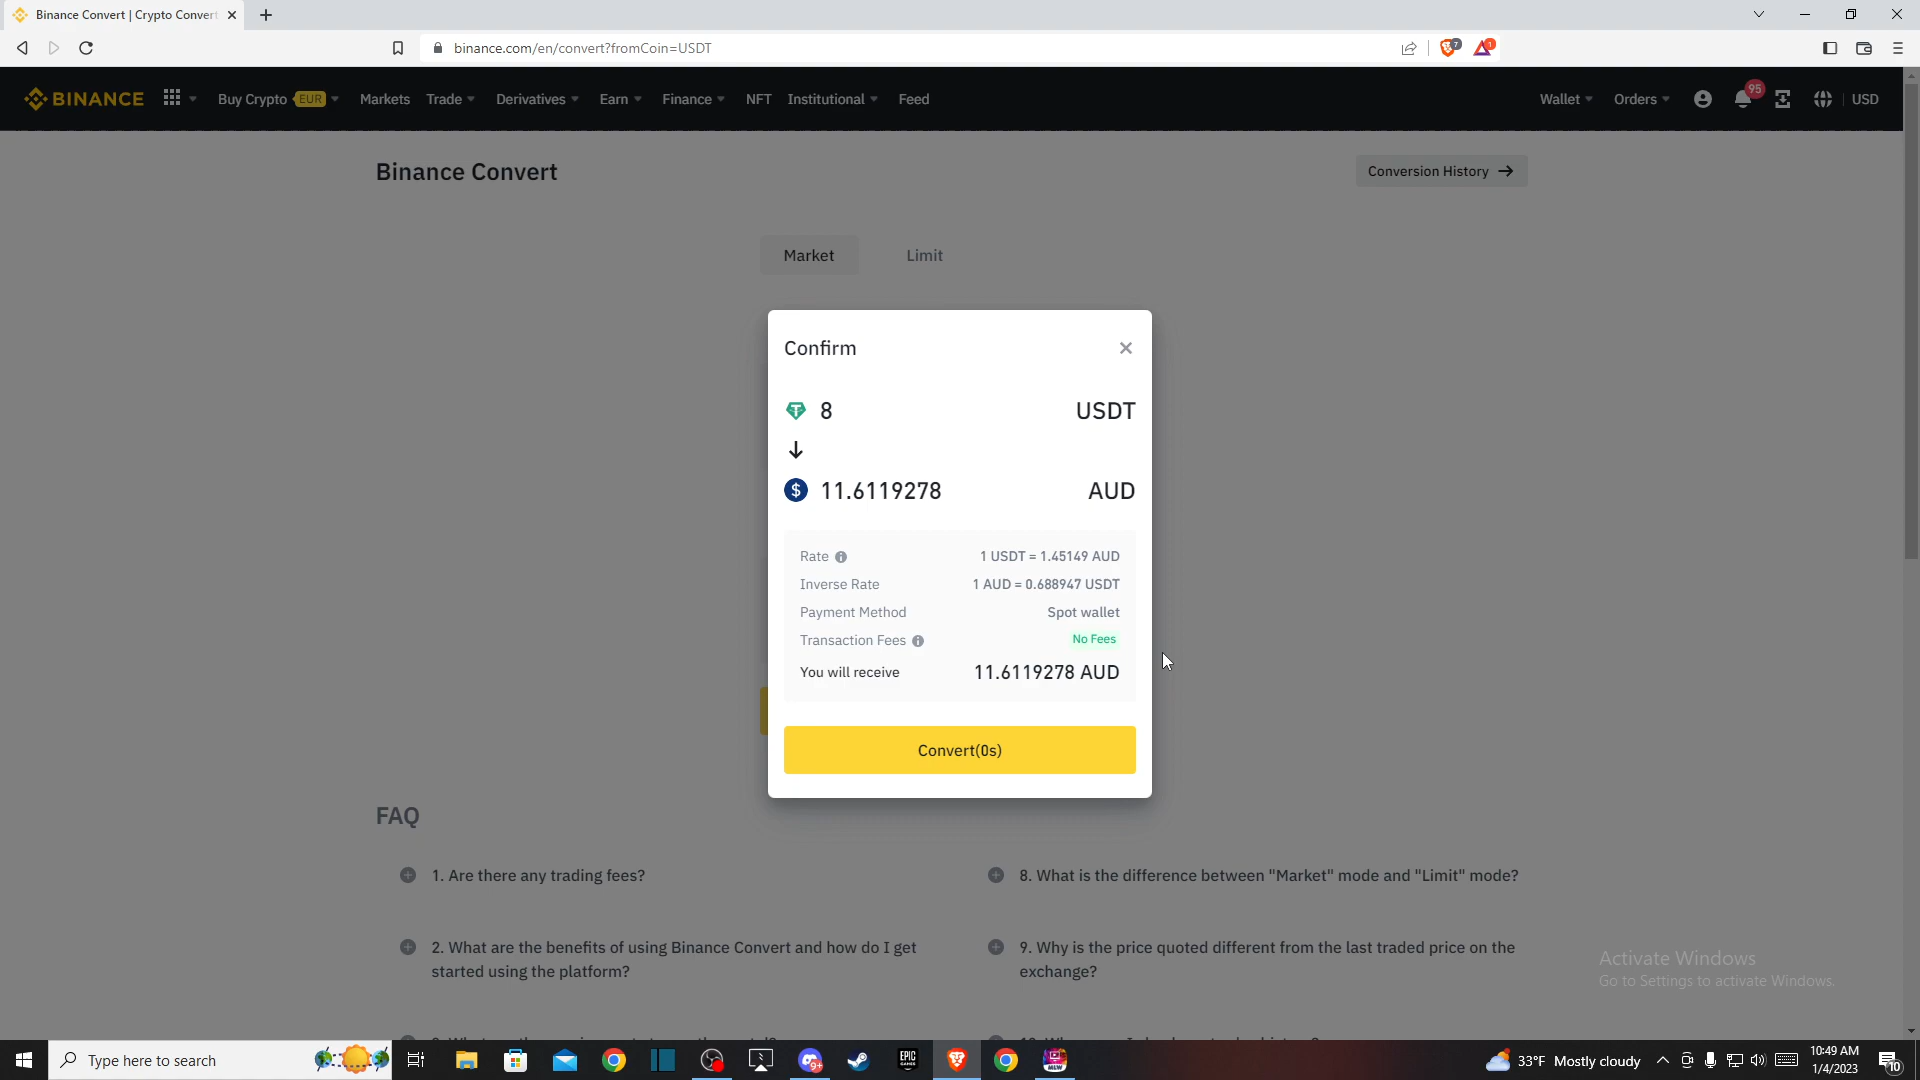 Binance Convert | Crypto Convert
binance.com/en/convert?fromCoin=USDT
7
1
BINANCE
Buy Crypto EUR
Markets
Trade
Derivatives
Earn
Finance
NFT
Institutional
Feed
Wallet
Orders
95
USD
Binance Convert
Conversion History →
Market
Limit
Confirm
8 USDT
11.6119278 AUD
Rate 1 USDT = 1.45149 AUD
Inverse Rate 1 AUD = 0.688947 USDT
Payment Method Spot wallet
Transaction Fees No Fees
You will receive 11.6119278 AUD
Convert(0s)
FAQ
1. Are there any trading fees?
8. What is the difference between "Market" mode and "Limit" mode?
2. What are the benefits of using Binance Convert and how do I get
started using the platform?
9. Why is the price quoted different from the last traded price on the
exchange?
Activate Windows
Go to Settings to activate Windows.
Type here to search
9+
EPIC
GAMES
33°F Mostly cloudy
10:49 AM
1/4/2023
10